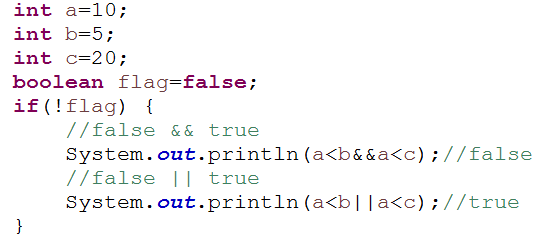 int a=10;
int b=5;
int c=20;
boolean flag=false;
if(!flag) {
    //false && true
    System.out.println(a<b&&a<c);//false
    //false || true
    System.out.println(a<b||a<c);//true
}